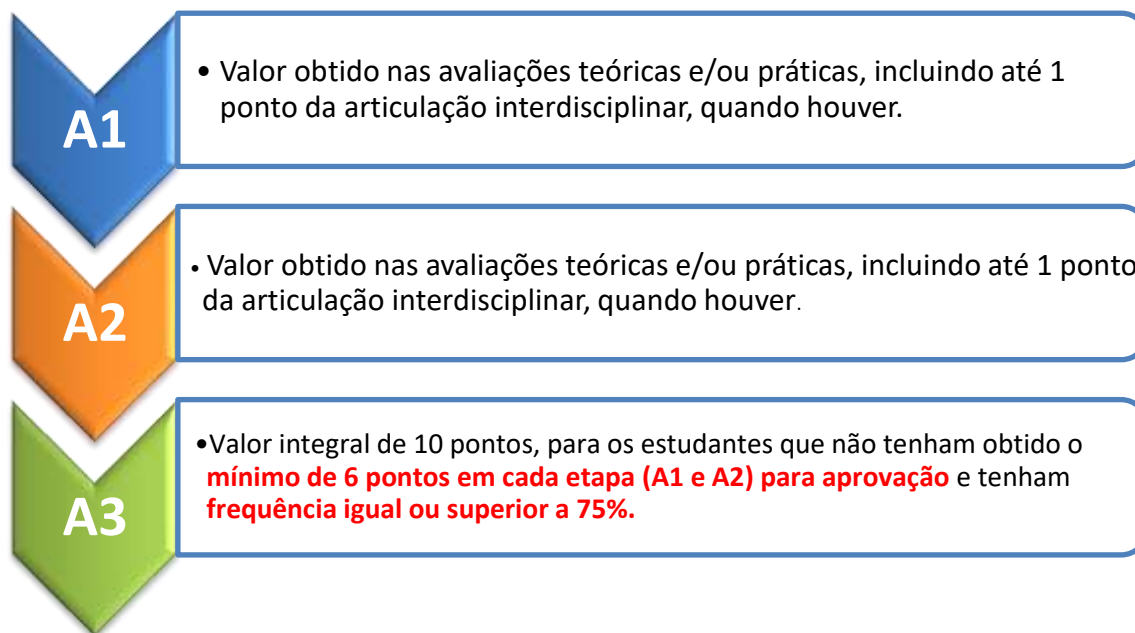 A1
• Valor obtido nas avaliações teóricas e/ou práticas, incluindo até 1
ponto da articulação interdisciplinar, quando houver.
A2
• Valor obtido nas avaliações teóricas e/ou práticas, incluindo até 1 ponto
da articulação interdisciplinar, quando houver.
A3
•Valor integral de 10 pontos, para os estudantes que não tenham obtido o
mínimo de 6 pontos em cada etapa (A1 e A2) para aprovação e tenham
frequência igual ou superior a 75%.